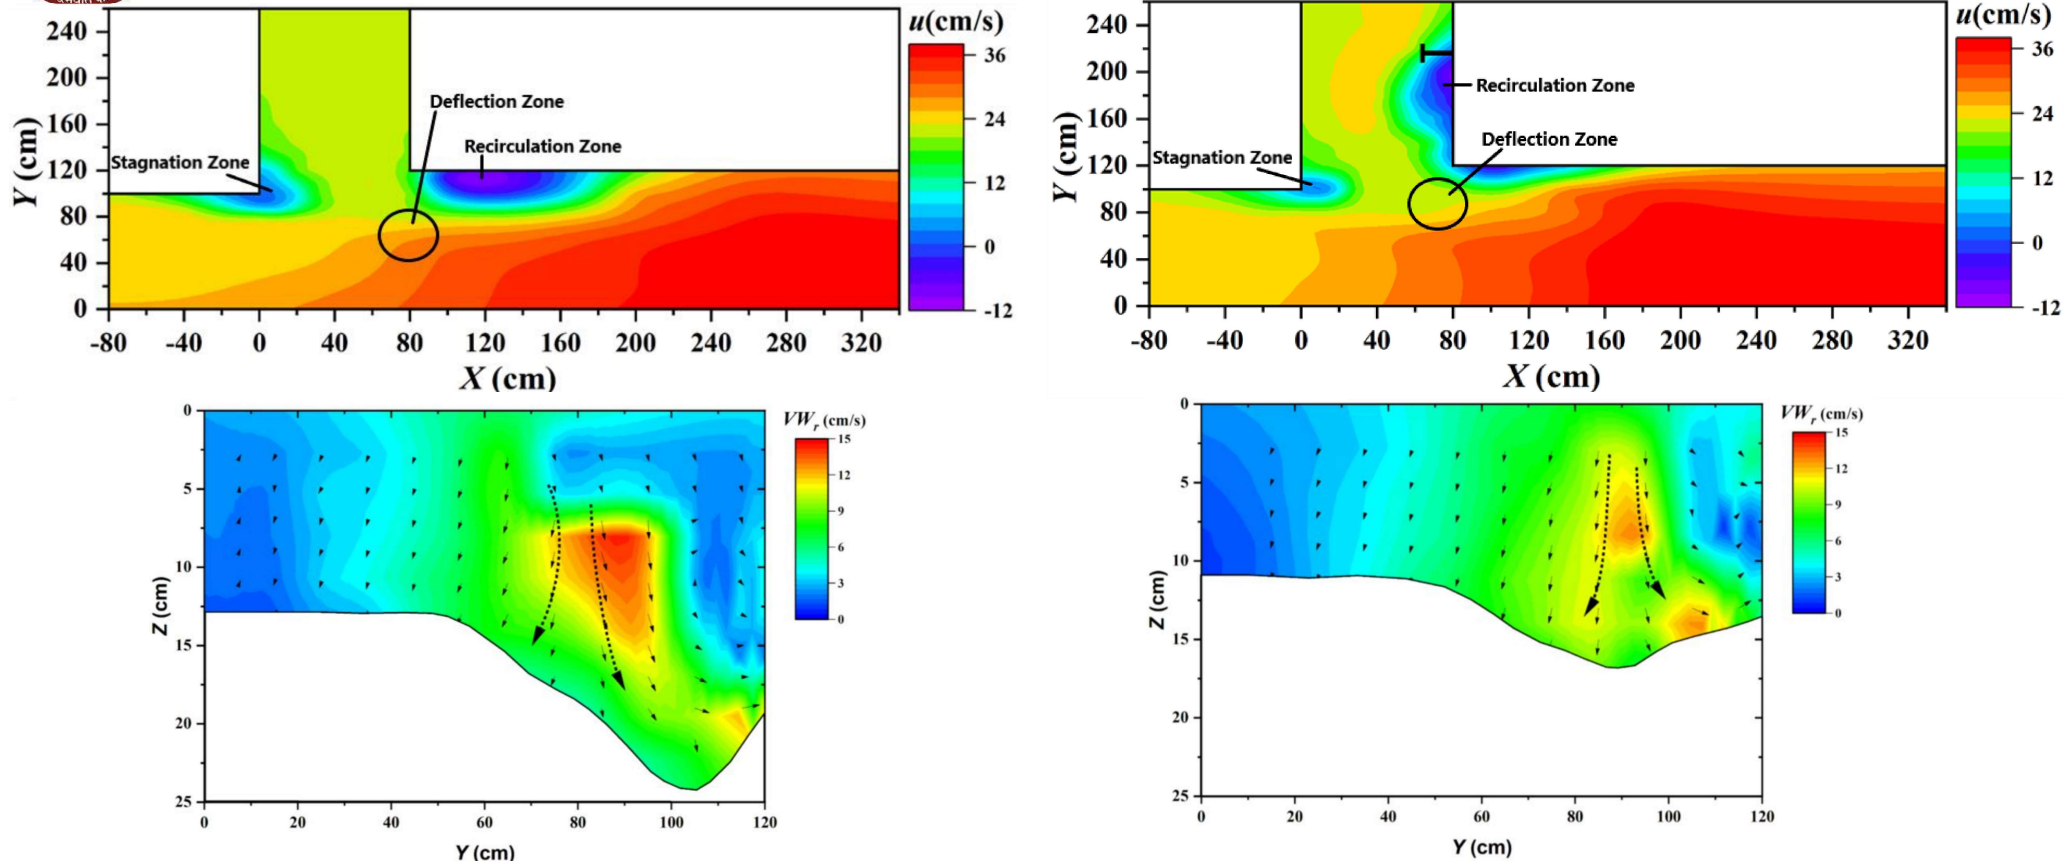 u(cm/s)
240
200
160
120
80
40
0
Y (cm)
Deflection Zone
Recirculation Zone
Stagnation Zone
36
24
12
0
-12
-80 -40 0 40 80 120 160 200 240 280 320
X (cm)
u(cm/s)
240
200
160
120
80
40
0
Y (cm)
Recirculation Zone
Deflection Zone
Stagnation Zone
36
24
12
0
-12
-80 -40 0 40 80 120 160 200 240 280 320
X (cm)
VWr (cm/s)
15
12
9
6
3
0
0
5
10
15
20
25
Z (cm)
0 20 40 60 80 100 120
Y (cm)
VWr (cm/s)
15
12
9
6
3
0
0
5
10
15
20
25
Z (cm)
0 20 40 60 80 100 120
Y (cm)